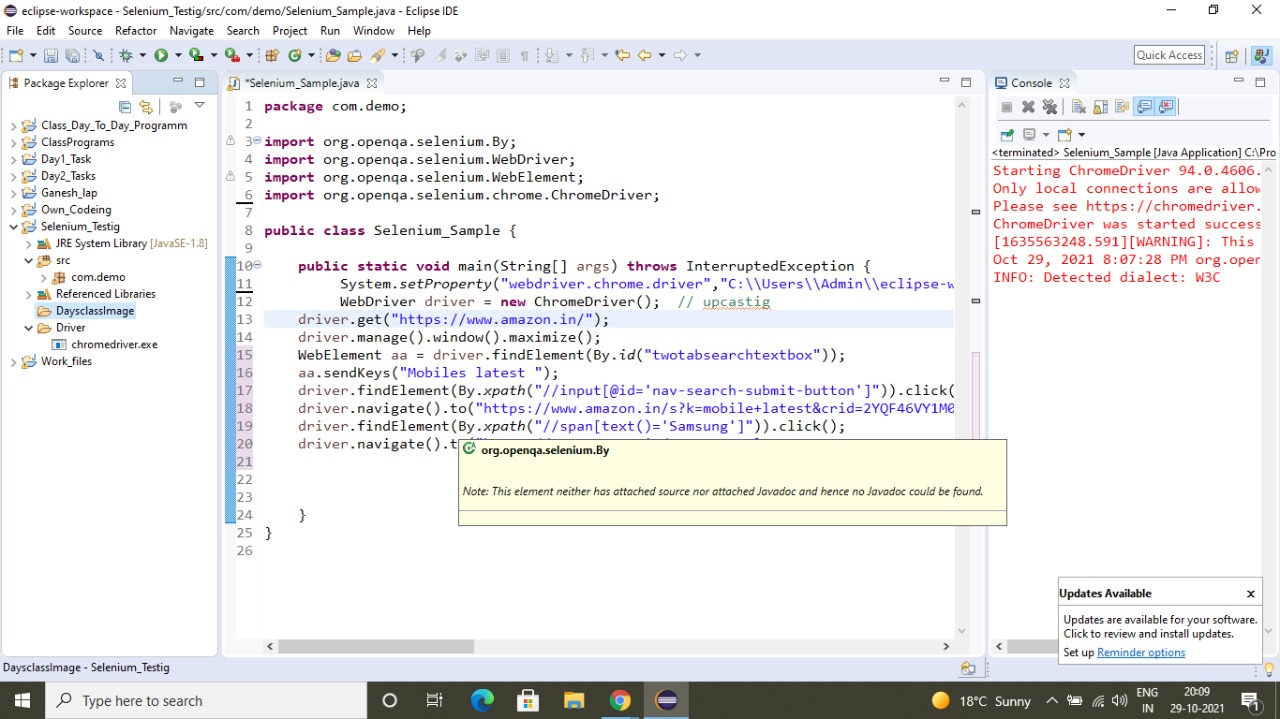 eclipse-workspace - Selenium_Testig/src/com/demo/Selenium_Sample.java - Eclipse IDE
File Edit Source Refactor Navigate Search Project Run Window Help
Quick Access
Package Explorer
Class_Day_To_Day_Programm
ClassPrograms
Day1_Task
Day2_Tasks
Ganesh_lap
Own_Codeing
Selenium_Testig
JRE System Library [JavaSE-1.8]
src
com.demo
Referenced Libraries
DaysclassImage
Driver
chromedriver.exe
Work_files
*Selenium_Sample.java
1 package com.demo;
2
3 import org.openqa.selenium.By;
4 import org.openqa.selenium.WebDriver;
5 import org.openqa.selenium.WebElement;
6 import org.openqa.selenium.chrome.ChromeDriver;
7
8 public class Selenium_Sample {
9
10 public static void main(String[] args) throws InterruptedException {
11 System.setProperty("webdriver.chrome.driver","C:\\Users\\Admin\\eclipse-w
12 WebDriver driver = new ChromeDriver(); // upcastig
13 driver.get("https://www.amazon.in/");
14 driver.manage().window().maximize();
15 WebElement aa = driver.findElement(By.id("twotabsearchtextbox"));
16 aa.sendKeys("Mobiles latest ");
17 driver.findElement(By.xpath("//input[@id='nav-search-submit-button']")).click(
18 driver.navigate().to("https://www.amazon.in/s?k=mobile+latest&crid=2YQF46VY1M0
19 driver.findElement(By.xpath("//span[text()='Samsung']")).click();
20 driver.navigate().t
21
22
23
24 }
25 }
26
org.openqa.selenium.By
Note: This element neither has attached source nor attached Javadoc and hence no Javadoc could be found.
Console
<terminated> Selenium_Sample [Java Application] C:\Pro
Starting ChromeDriver 94.0.4606.
Only local connections are allow
Please see https://chromedriver.
ChromeDriver was started success
[1635563248.591][WARNING]: This
Oct 29, 2021 8:07:28 PM org.open
INFO: Detected dialect: W3C
Updates Available x
Updates are available for your software.
Click to review and install updates.
Set up Reminder options
DaysclassImage - Selenium_Testig
Type here to search
18°C Sunny
ENG
IN
20:09
29-10-2021
1